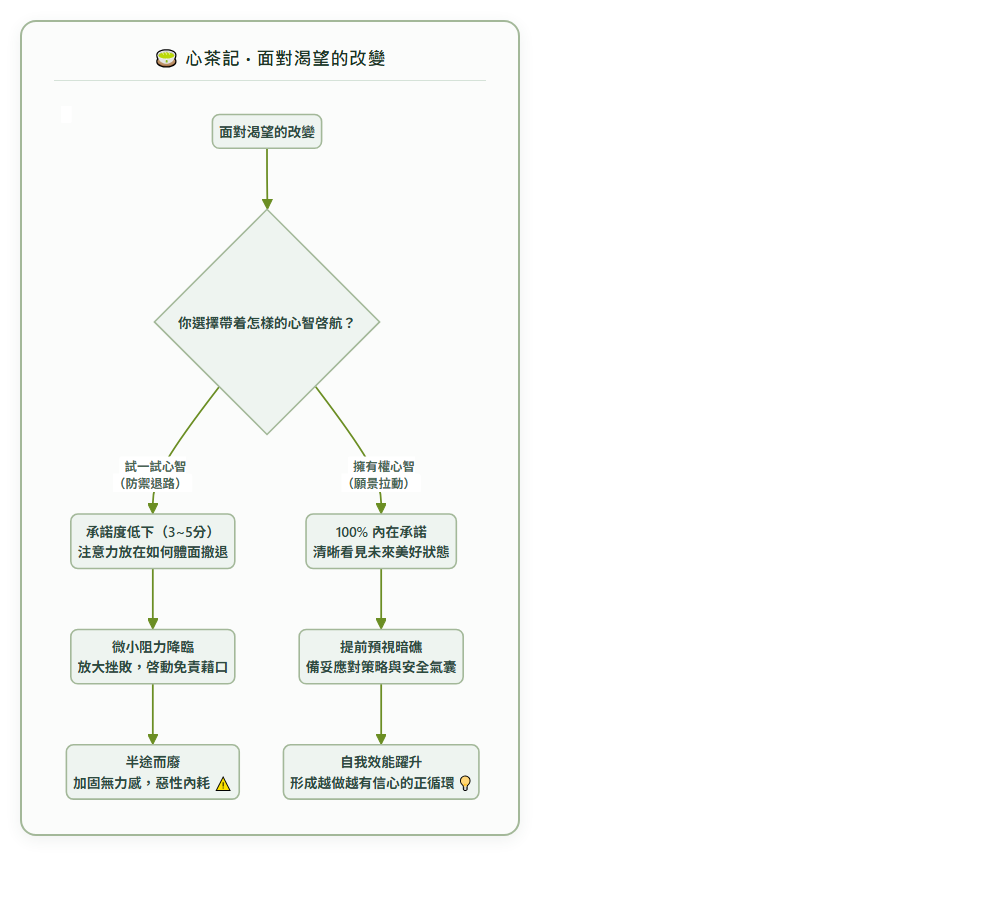 🍵 心茶記 · 面對渴望的改變
面對渴望的改變
你選擇帶着怎樣的心智啓航？
試一試心智
（防禦退路）
承諾度低下（3~5分）
注意力放在如何體面撤退
微小阻力降臨
放大挫敗，啓動免責藉口
半途而廢
加固無力感，惡性內耗 ⚠️
擁有權心智
（願景拉動）
100% 內在承諾
清晰看見未來美好狀態
提前預視暗礁
備妥應對策略與安全氣囊
自我效能躍升
形成越做越有信心的正循環 💡